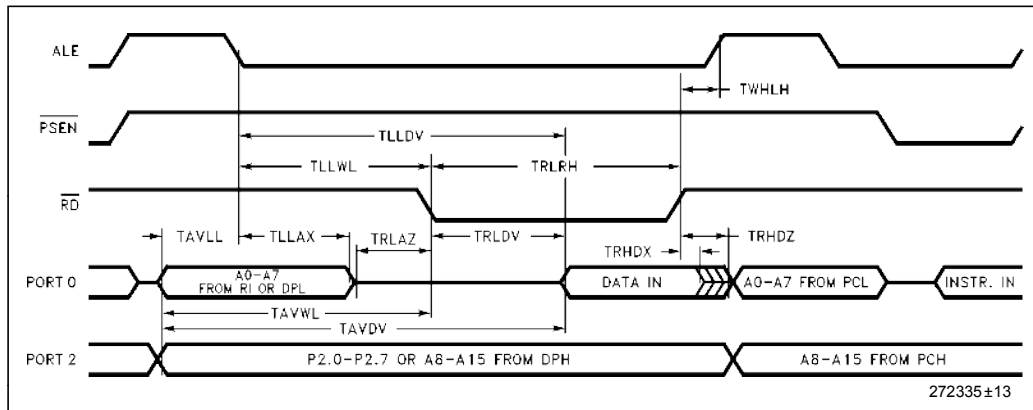 ALE
TWHLH
PSEN
TLLDV
TLLWL
TRLRH
RD
TAVLL
TLLAX
TRLAZ
TRLDV
TRHDZ
TRHDX
PORT 0
A0-A7
FROM RI OR DPL
DATA IN
A0-A7 FROM PCL
INSTR. IN
TAVWL
TAVDV
PORT 2
P2.0-P2.7 OR A8-A15 FROM DPH
A8-A15 FROM PCH
272335±13